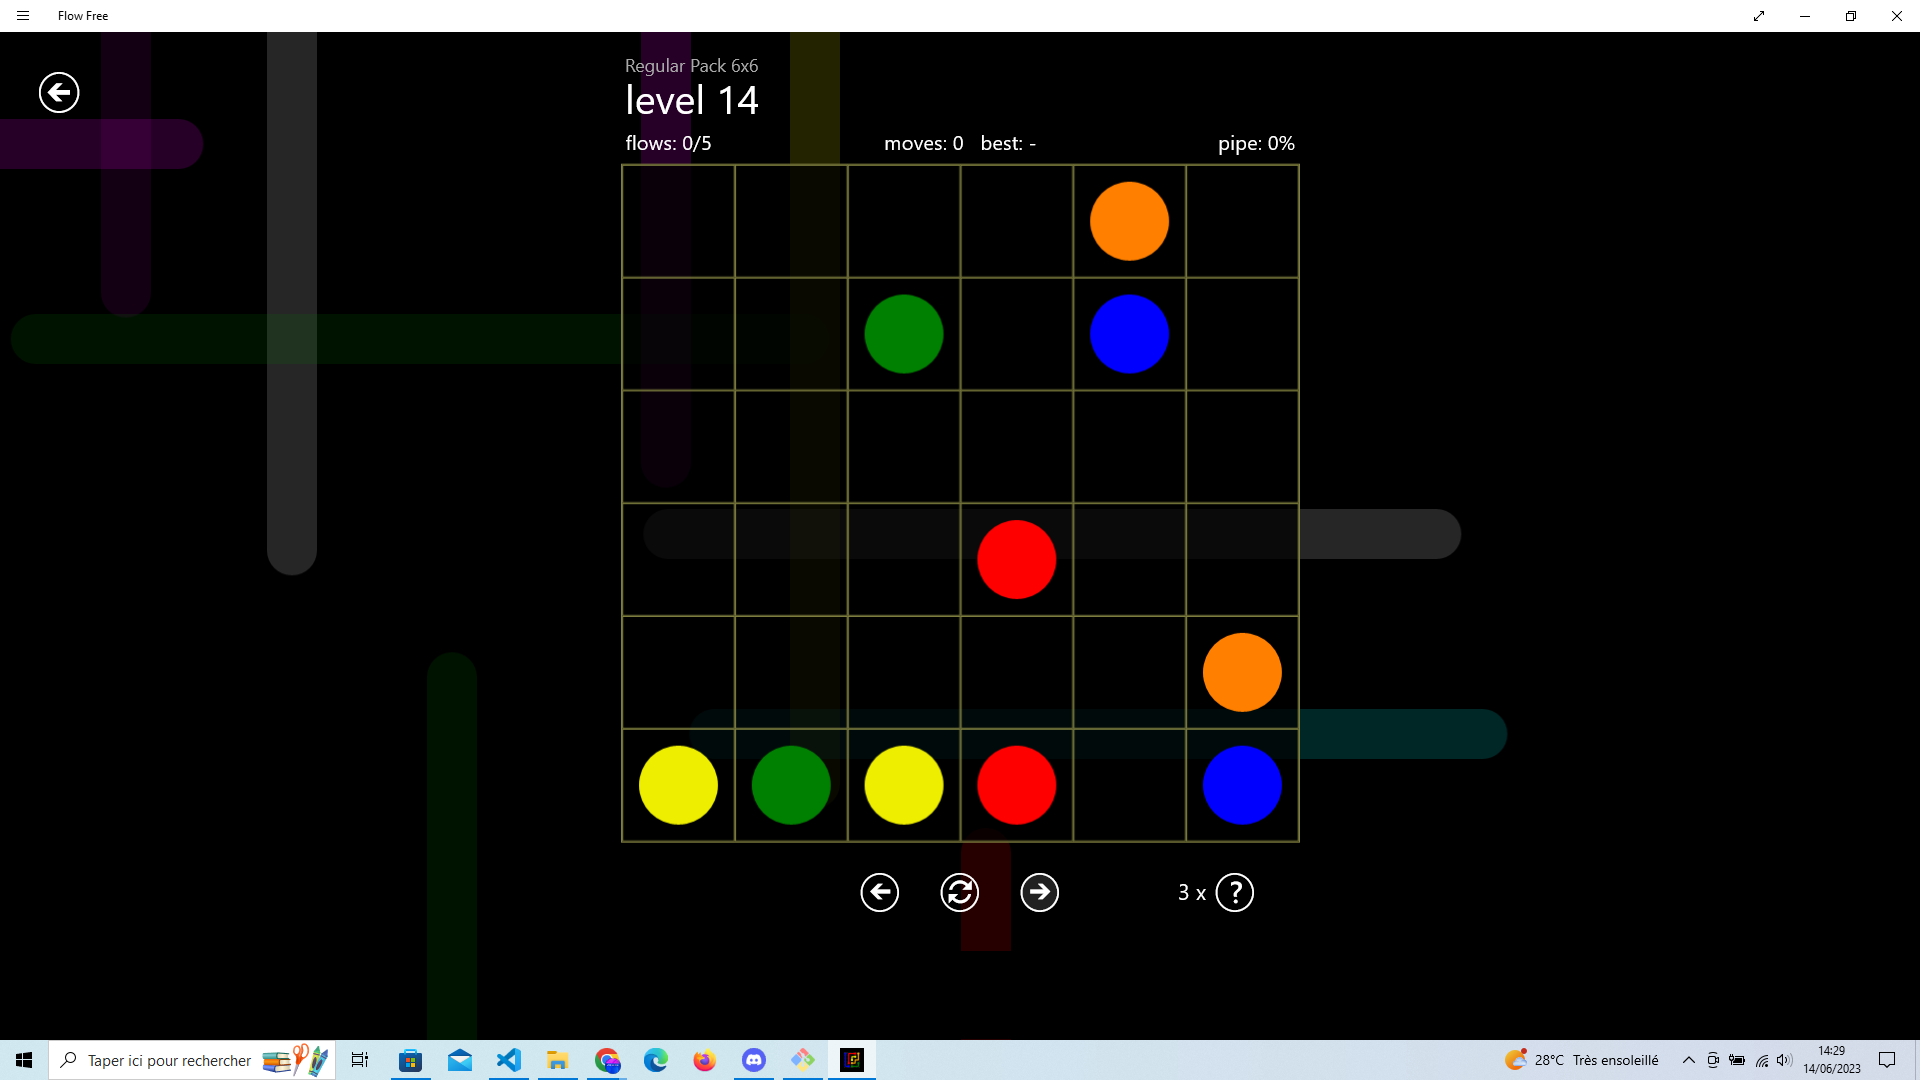 Flow Free
Regular Pack 6x6
level 14
flows: 0/5 moves: 0 best: - pipe: 0%
3 x ?
Taper ici pour rechercher
28°C Très ensoleillé
14:29
14/06/2023